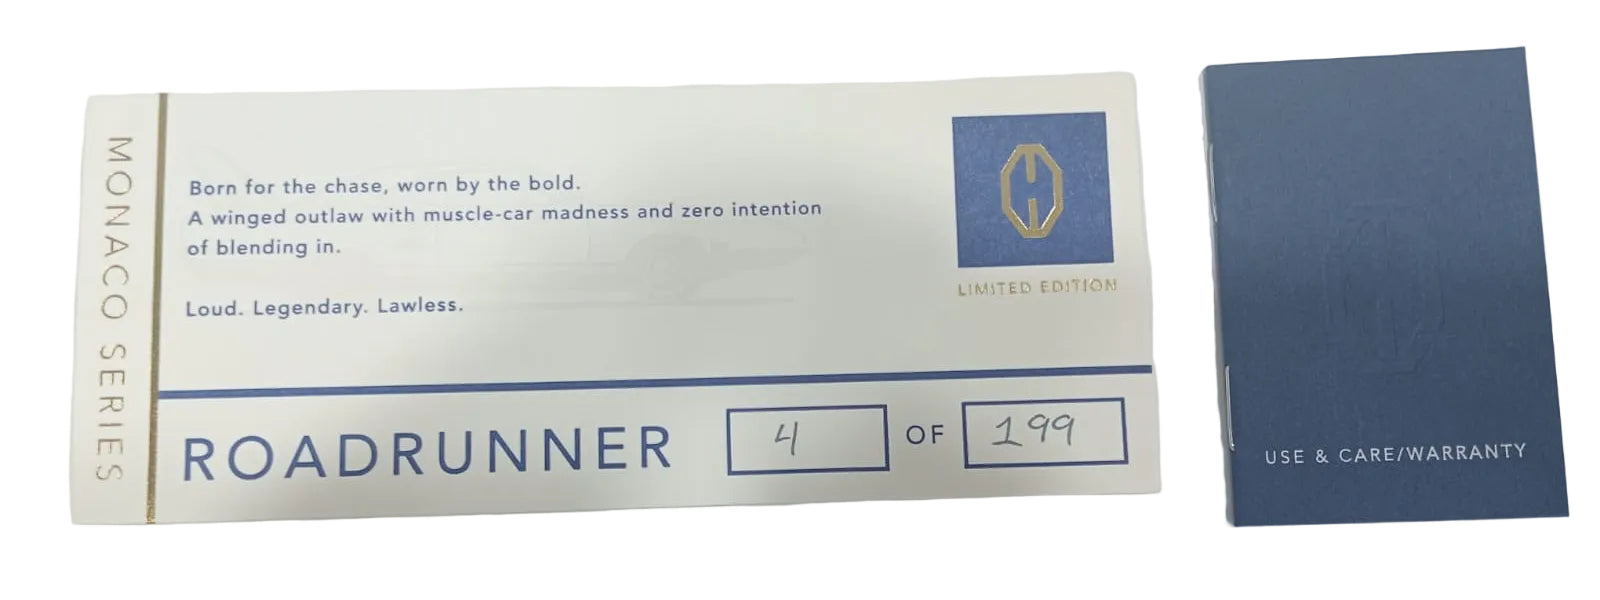 MONACO SERIES
Born for the chase, worn by the bold.
A winged outlaw with muscle-car madness and zero intention
of blending in.
Loud. Legendary. Lawless.
LIMITED EDITION
ROADRUNNER 4 OF 199
USE & CARE/WARRANTY